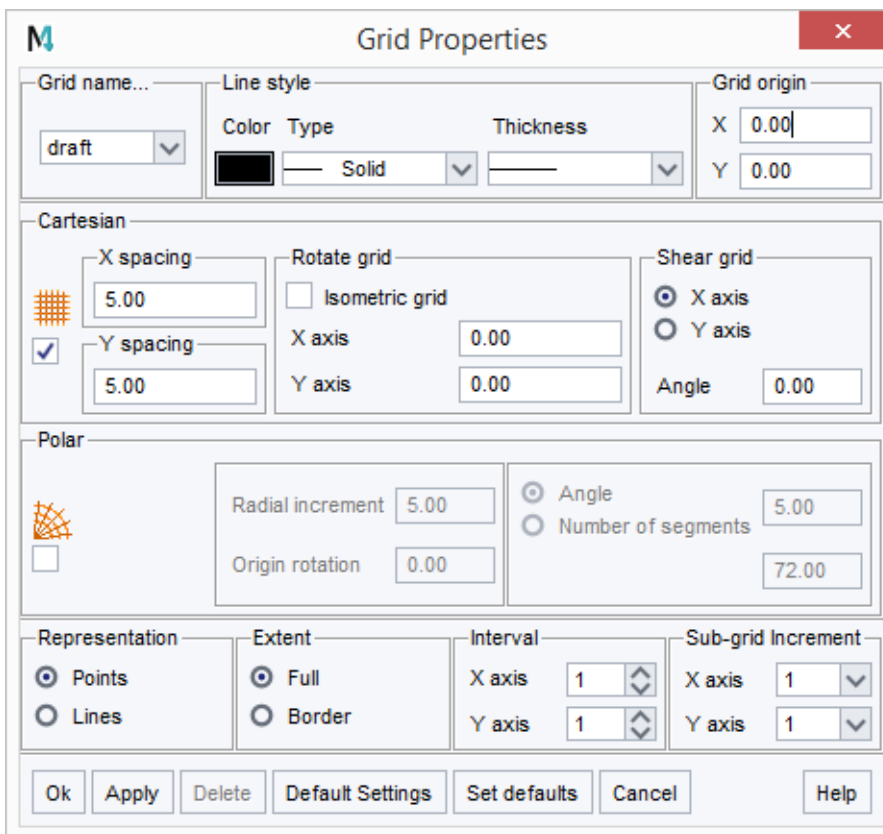 M4 Grid Properties
Grid name... Line style Grid origin
Color Type Thickness X 0.00
draft Solid Y 0.00
Cartesian
X spacing Rotate grid Shear grid
5.00 Isometric grid X axis
Y spacing X axis 0.00 Y axis
5.00 Y axis 0.00 Angle 0.00
Polar
Radial increment 5.00 Angle 5.00
Number of segments
Origin rotation 0.00 72.00
Representation Extent Interval Sub-grid Increment
Points Full X axis 1 X axis 1
Lines Border Y axis 1 Y axis 1
Ok Apply Delete Default Settings Set defaults Cancel Help